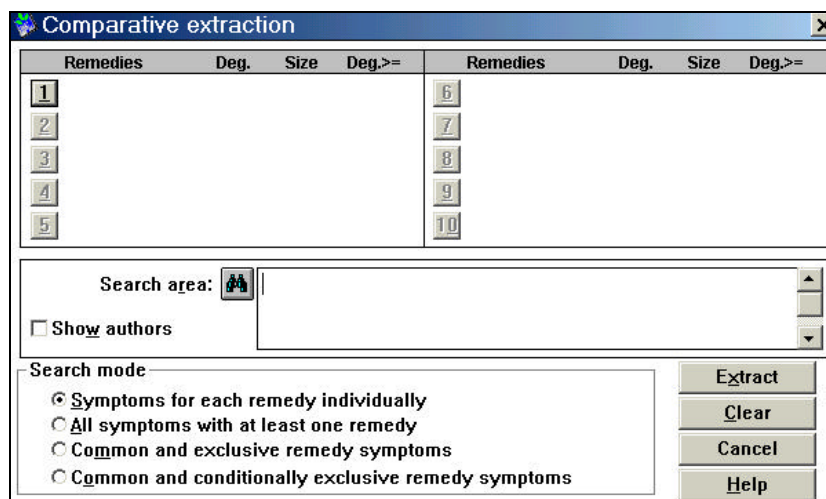 Comparative extraction
Remedies Deg. Size Deg.>= Remedies Deg. Size Deg.>=
1 6
2 7
3 8
4 9
5 10
Search area:
Show authors
Search mode
Symptoms for each remedy individually
All symptoms with at least one remedy
Common and exclusive remedy symptoms
Common and conditionally exclusive remedy symptoms
Extract
Clear
Cancel
Help